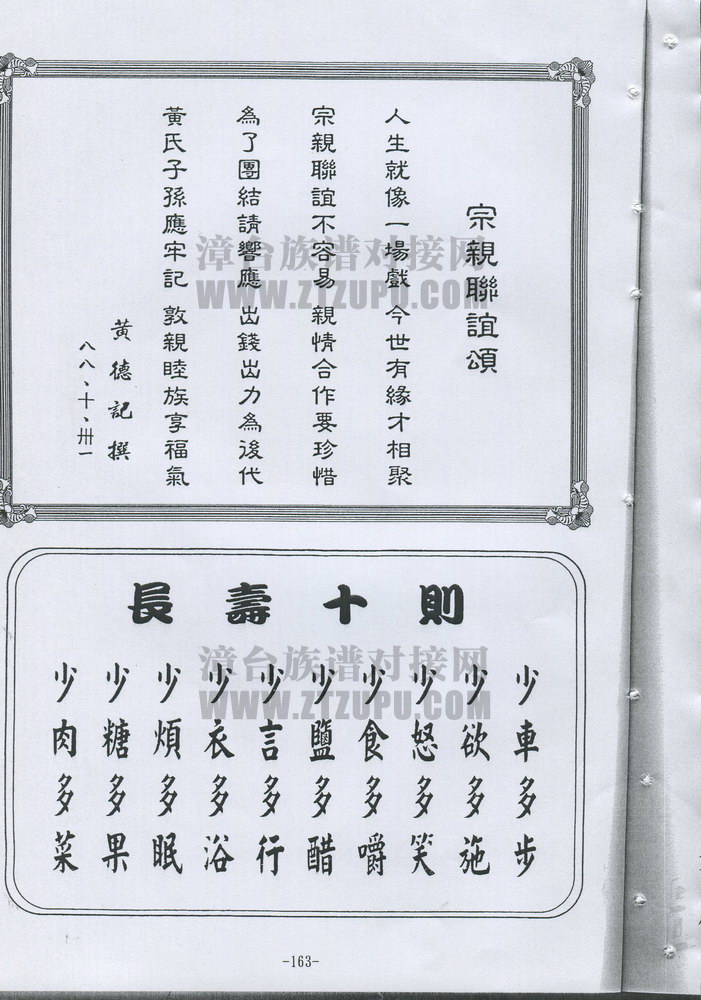 宗親聯誼頌
人生就像一場戲 今世有緣才相聚
宗親聯誼不容易 親情合作要珍惜
為了團結請響應 出錢出力為後代
黃氏子孫應牢記 敦親睦族享福氣
黃德記撰
八八、十、卅一
漳台族谱对接网
WWW.ZTZUPU.COM
長壽十則
少肉多菜
少糖多果
少煩多眠
少衣多浴
少言多行
少鹽多醋
少食多嚼
少怒多笑
少欲多施
少車多步
漳台族谱对接网
WWW.ZTZUPU.COM
-163-